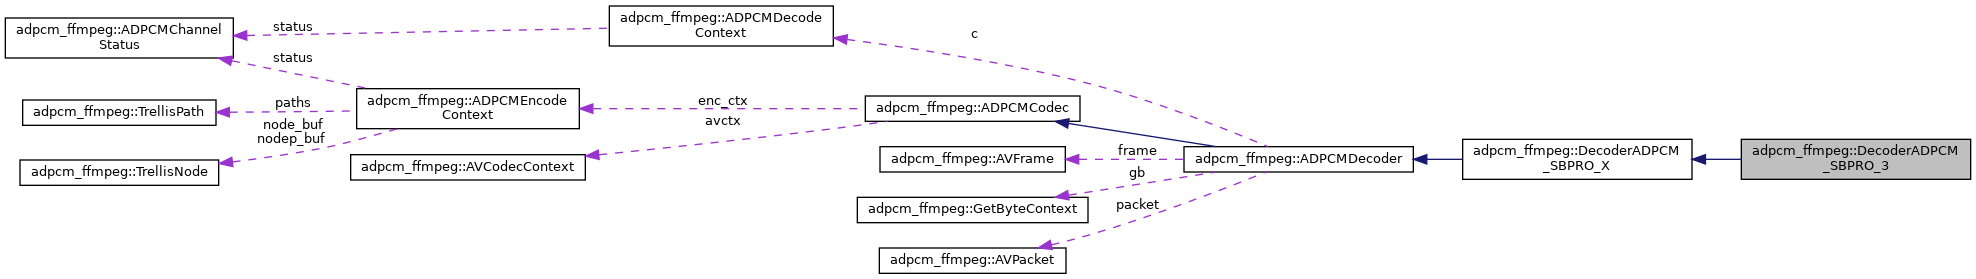 adpcm_ffmpeg::ADPCMChannel
Status
status
adpcm_ffmpeg::ADPCMDecode
Context
c
status
adpcm_ffmpeg::TrellisPath
paths
adpcm_ffmpeg::ADPCMEncode
Context
enc_ctx
adpcm_ffmpeg::ADPCMCodec
node_buf
nodep_buf
avctx
adpcm_ffmpeg::TrellisNode
adpcm_ffmpeg::AVCodecContext
adpcm_ffmpeg::AVFrame
frame
adpcm_ffmpeg::ADPCMDecoder
adpcm_ffmpeg::DecoderADPCM
_SBPRO_X
adpcm_ffmpeg::DecoderADPCM
_SBPRO_3
gb
adpcm_ffmpeg::GetByteContext
packet
adpcm_ffmpeg::AVPacket